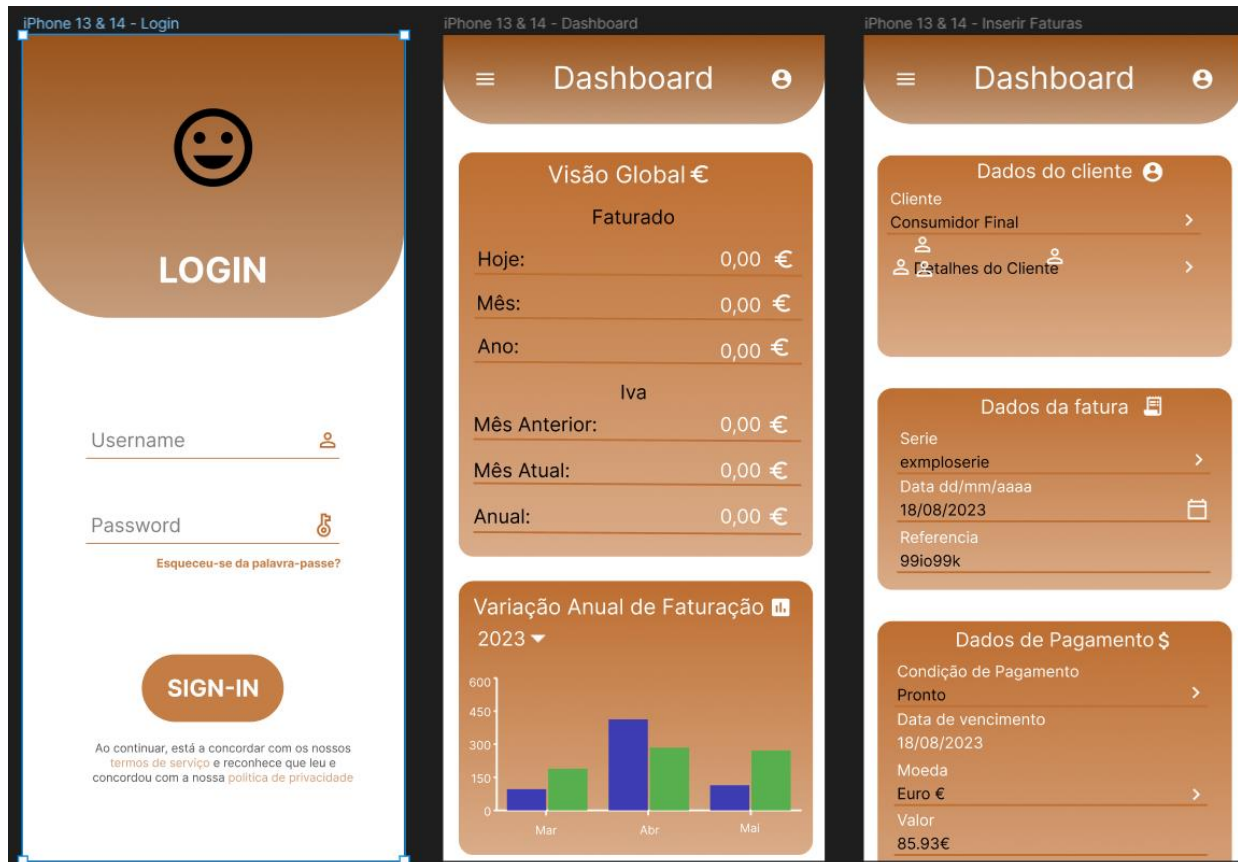 iPhone 13 & 14 - Login
LOGIN
Username
Password
Esqueceu-se da palavra-passe?
SIGN-IN
Ao continuar, está a concordar com os nossos
termos de serviço e reconhece que leu e
concordou com a nossa politica de privacidade
iPhone 13 & 14 - Dashboard
Dashboard
Visão Global €
Faturado
Hoje: 0,00 €
Mês: 0,00 €
Ano: 0,00 €
Iva
Mês Anterior: 0,00 €
Mês Atual: 0,00 €
Anual: 0,00 €
Variação Anual de Faturação
2023
600
450
300
150
0
Mar Abr Mai
iPhone 13 & 14 - Inserir Faturas
Dashboard
Dados do cliente
Cliente
Consumidor Final
Detalhes do Cliente
Dados da fatura
Serie
exmploserie
Data dd/mm/aaaa
18/08/2023
Referencia
99io99k
Dados de Pagamento $
Condição de Pagamento
Pronto
Data de vencimento
18/08/2023
Moeda
Euro €
Valor
85.93€